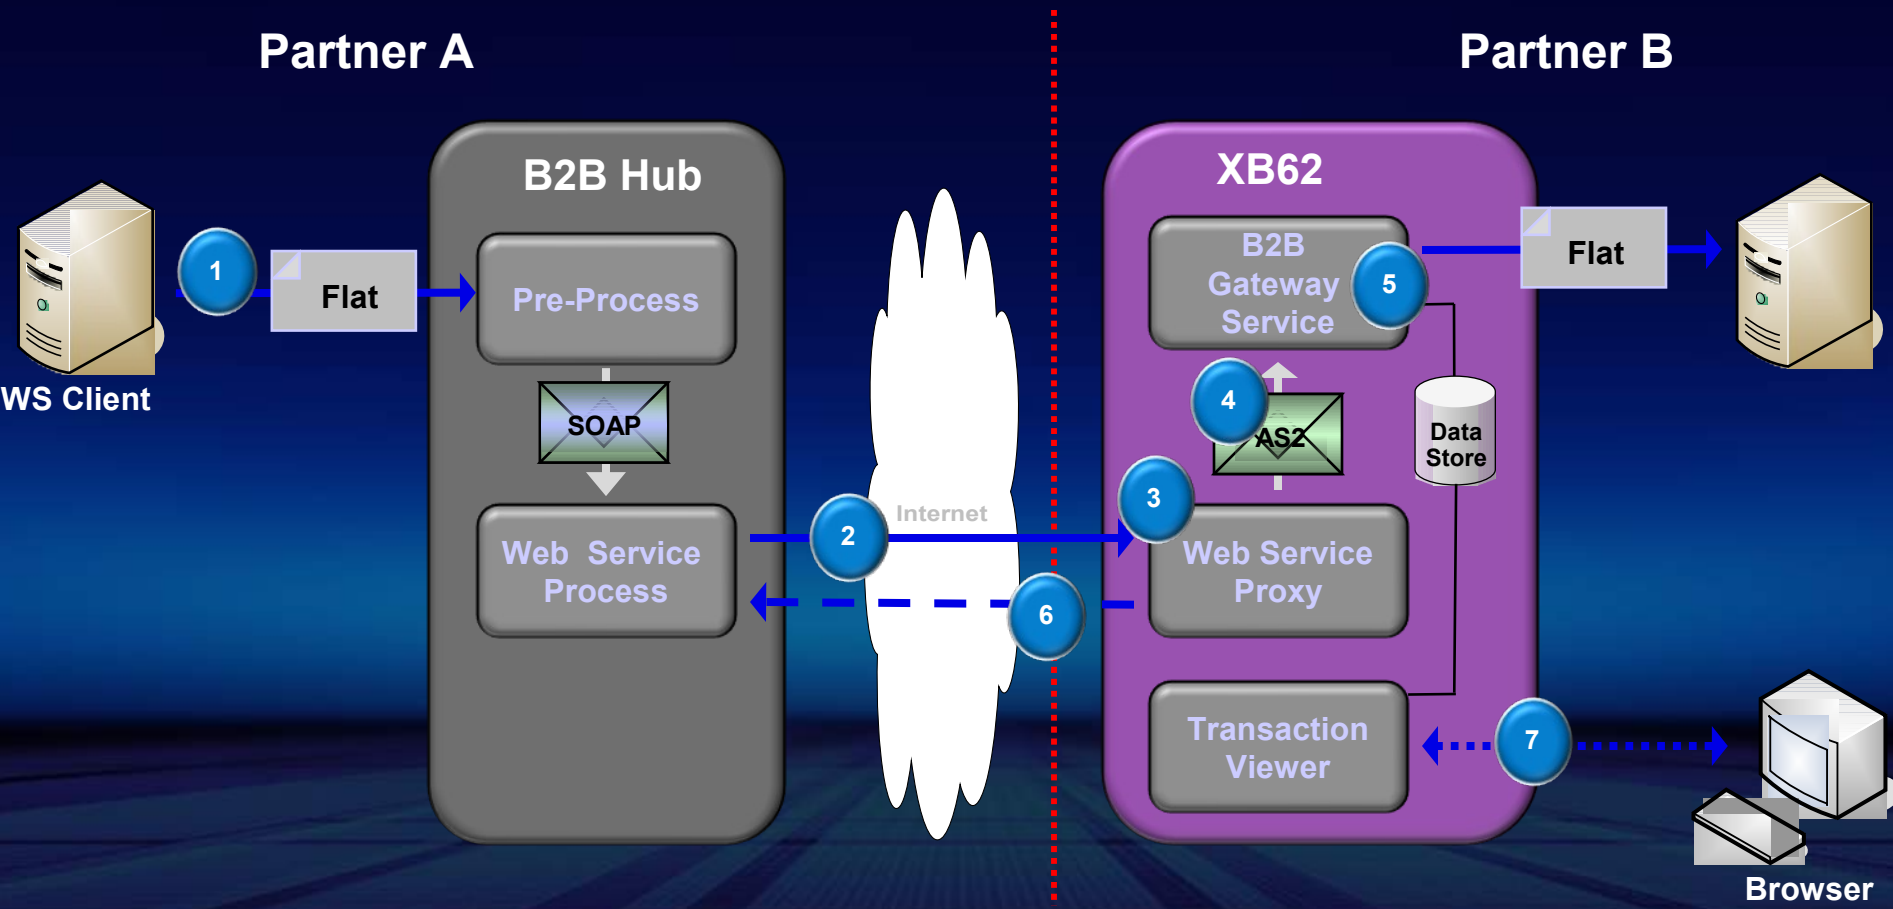 Partner A
Partner B
B2B Hub
XB62
1
Flat
Pre-Process
WS Client
SOAP
Web Service
Process
2
Internet
6
B2B
Gateway
Service
5
Flat
4
AS2
Data
Store
3
Web Service
Proxy
Transaction
Viewer
7
Browser